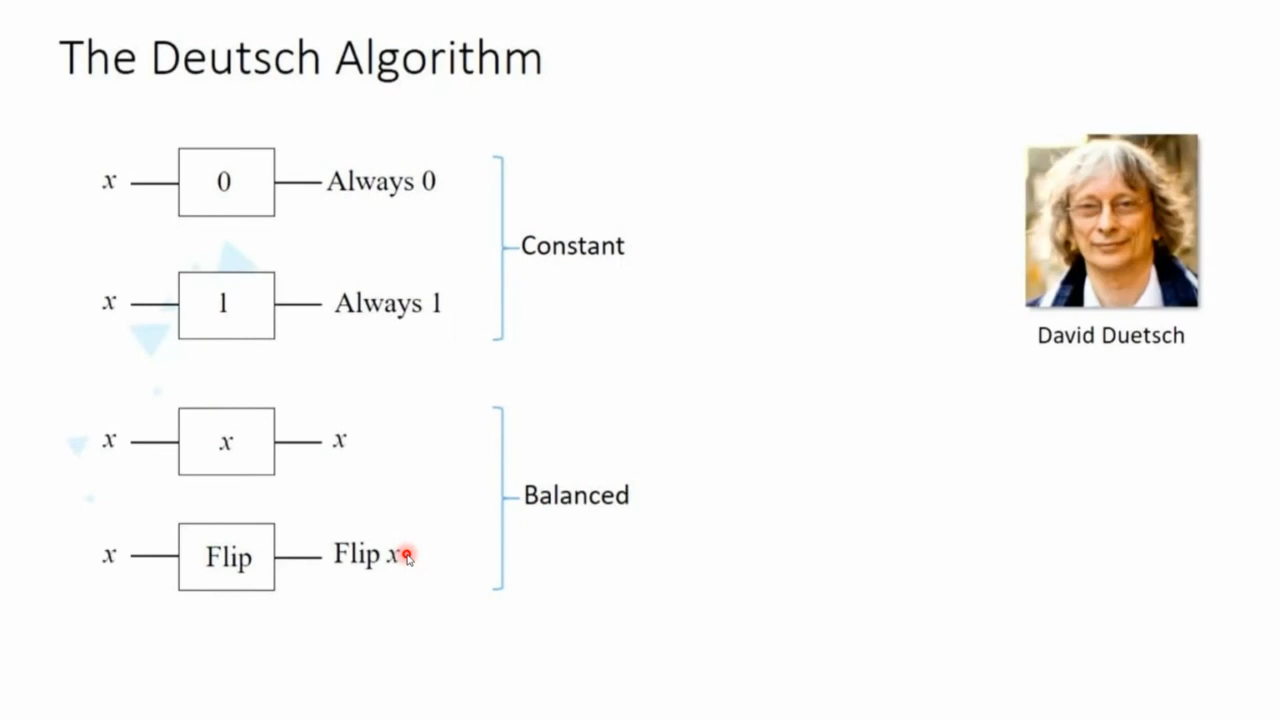 The Deutsch Algorithm
x 0 Always 0
Constant
x 1 Always 1
David Duetsch
x x x
Balanced
x Flip Flip x